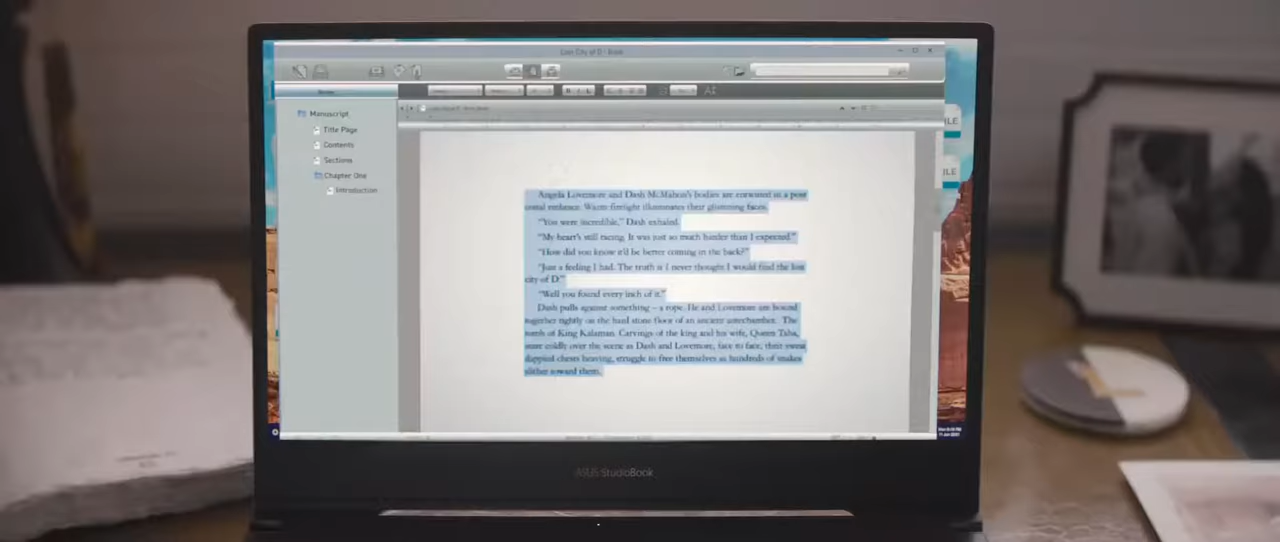 Lost City of D - Book
Manuscript
Title Page
Contents
Sections
Chapter One
Introduction
Angela Lovemore and Dash McMahon's bodies are entwined in a post
coital embrace. Warm firelight illuminates their glistening faces.
"You were incredible," Dash exhaled.
"My heart's still racing. It was just so much harder than I expected."
"How did you know it'd be better coming in the back?"
"Just a feeling I had. The truth is I never thought I would find the lost
city of D."
"Well you found every inch of it."
Dash pulls against something – a rope. He and Lovemore are bound
together tightly on the hard stone floor of an ancient antechamber. The
tomb of King Kalaman. Carvings of the king and his wife, Queen Taha,
stare coldly over the scene as Dash and Lovemore, face to face, their sweat
dappled chests heaving, struggle to free themselves as hundreds of snakes
slither toward them.
ASUS StudioBook